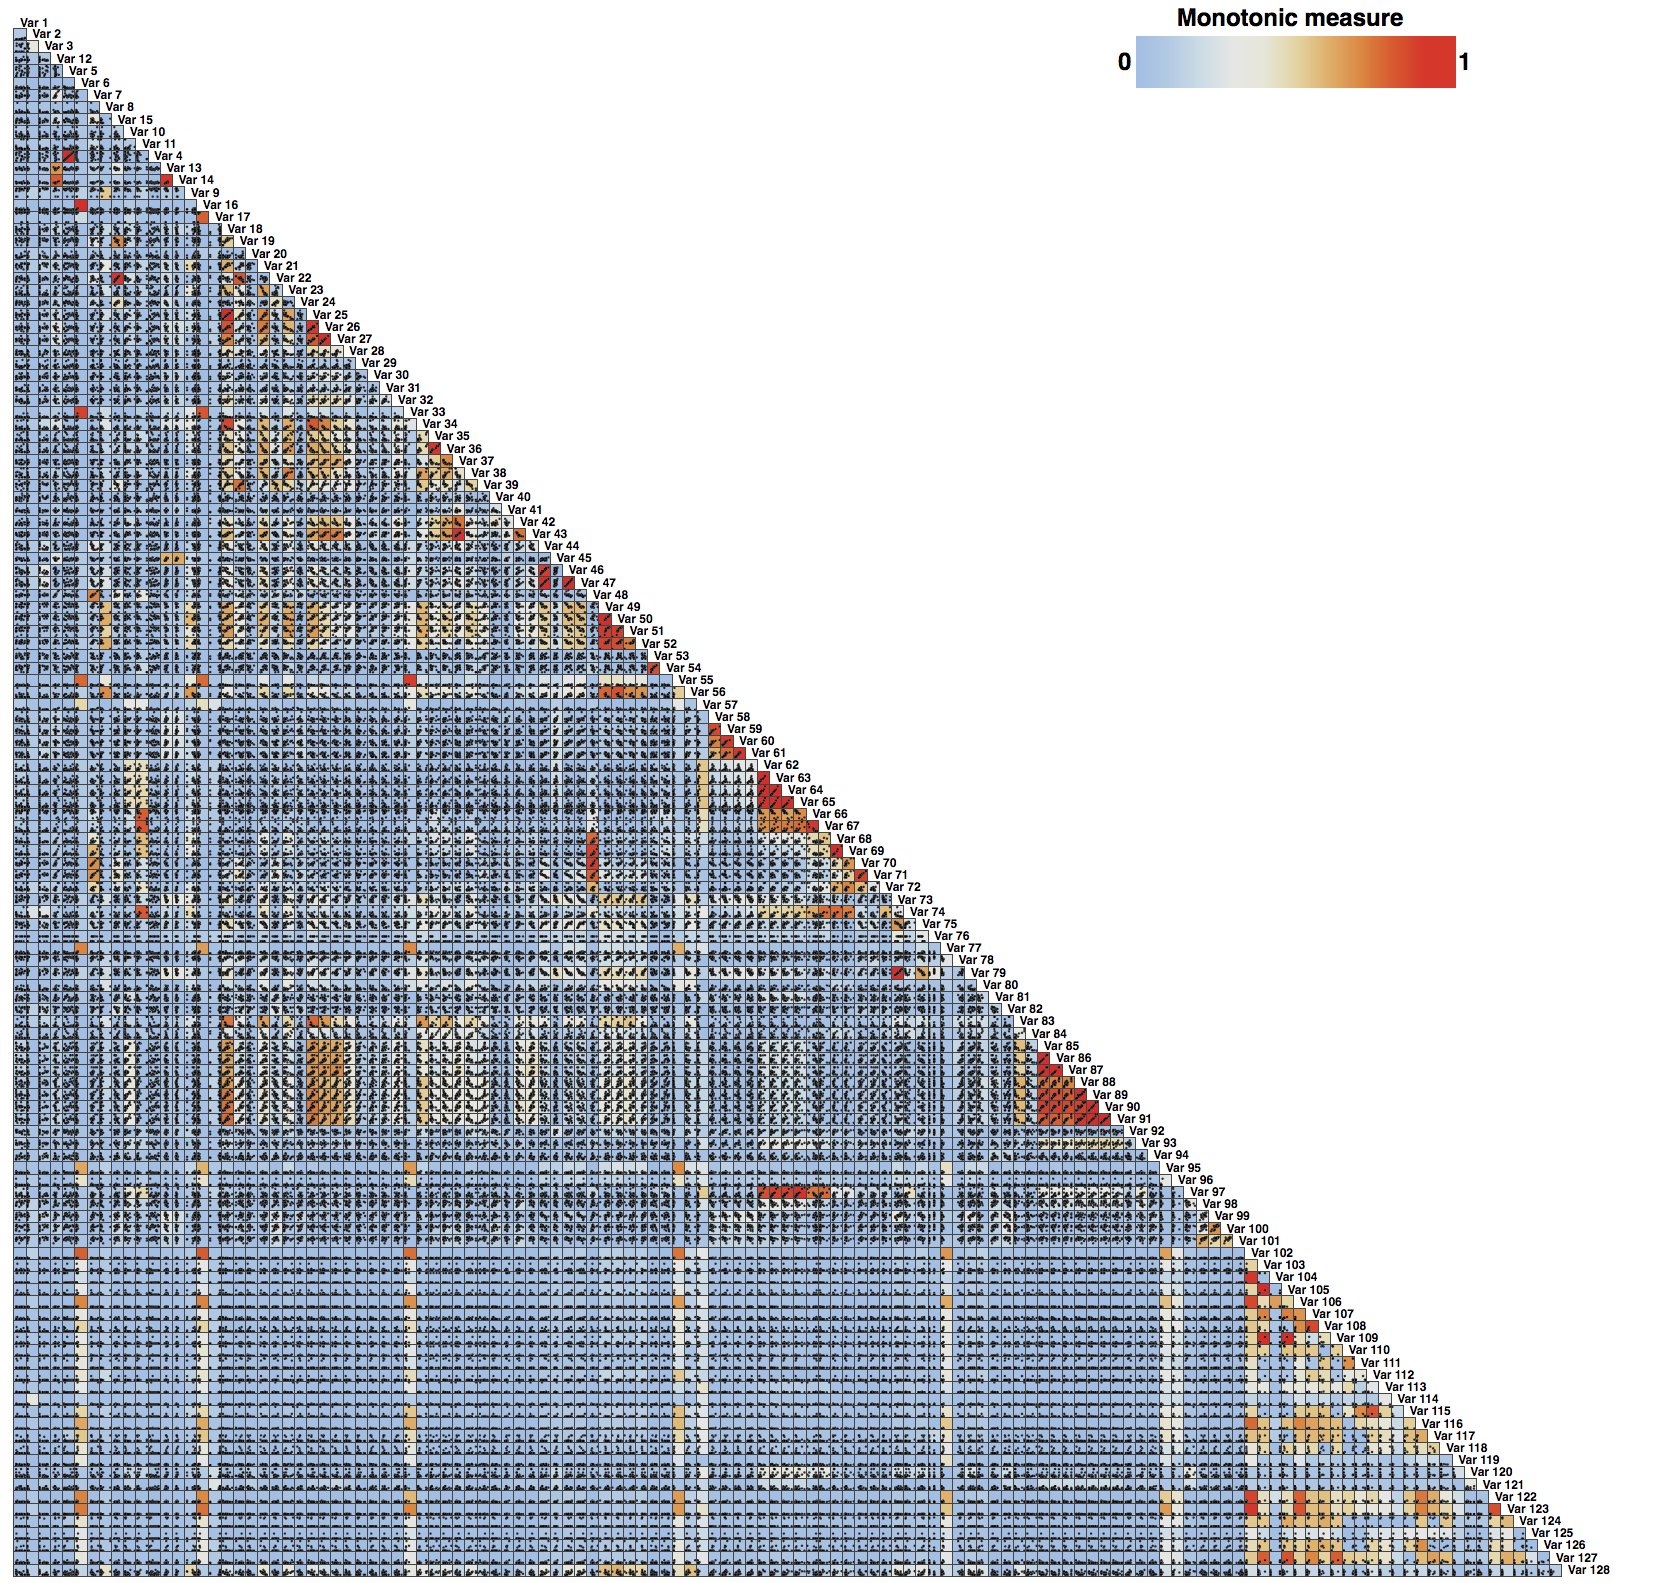 Monotonic measure
0 1
Var 1
Var 2
Var 3
Var 12
Var 5
Var 6
Var 7
Var 8
Var 15
Var 10
Var 11
Var 4
Var 13
Var 14
Var 9
Var 16
Var 17
Var 18
Var 19
Var 20
Var 21
Var 22
Var 23
Var 24
Var 25
Var 26
Var 27
Var 28
Var 29
Var 30
Var 31
Var 32
Var 33
Var 34
Var 35
Var 36
Var 37
Var 38
Var 39
Var 40
Var 41
Var 42
Var 43
Var 44
Var 45
Var 46
Var 47
Var 48
Var 49
Var 50
Var 51
Var 52
Var 53
Var 54
Var 55
Var 56
Var 57
Var 58
Var 59
Var 60
Var 61
Var 62
Var 63
Var 64
Var 65
Var 66
Var 67
Var 68
Var 69
Var 70
Var 71
Var 72
Var 73
Var 74
Var 75
Var 76
Var 77
Var 78
Var 79
Var 80
Var 81
Var 82
Var 83
Var 84
Var 85
Var 86
Var 87
Var 88
Var 89
Var 90
Var 91
Var 92
Var 93
Var 94
Var 95
Var 96
Var 97
Var 98
Var 99
Var 100
Var 101
Var 102
Var 103
Var 104
Var 105
Var 106
Var 107
Var 108
Var 109
Var 110
Var 111
Var 112
Var 113
Var 114
Var 115
Var 116
Var 117
Var 118
Var 119
Var 120
Var 121
Var 122
Var 123
Var 124
Var 125
Var 126
Var 127
Var 128